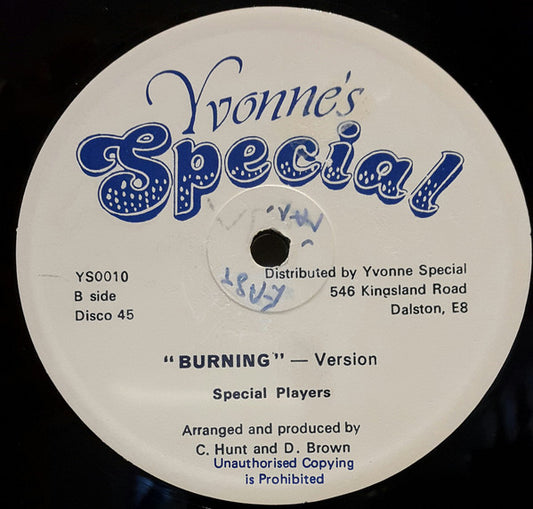 Yvonne's
Special
YS0010
B side
Disco 45
Distributed by Yvonne Special
546 Kingsland Road
Dalston, E8
"BURNING" — Version
Special Players
Arranged and produced by
C. Hunt and D. Brown
Unauthorised Copying
is Prohibited